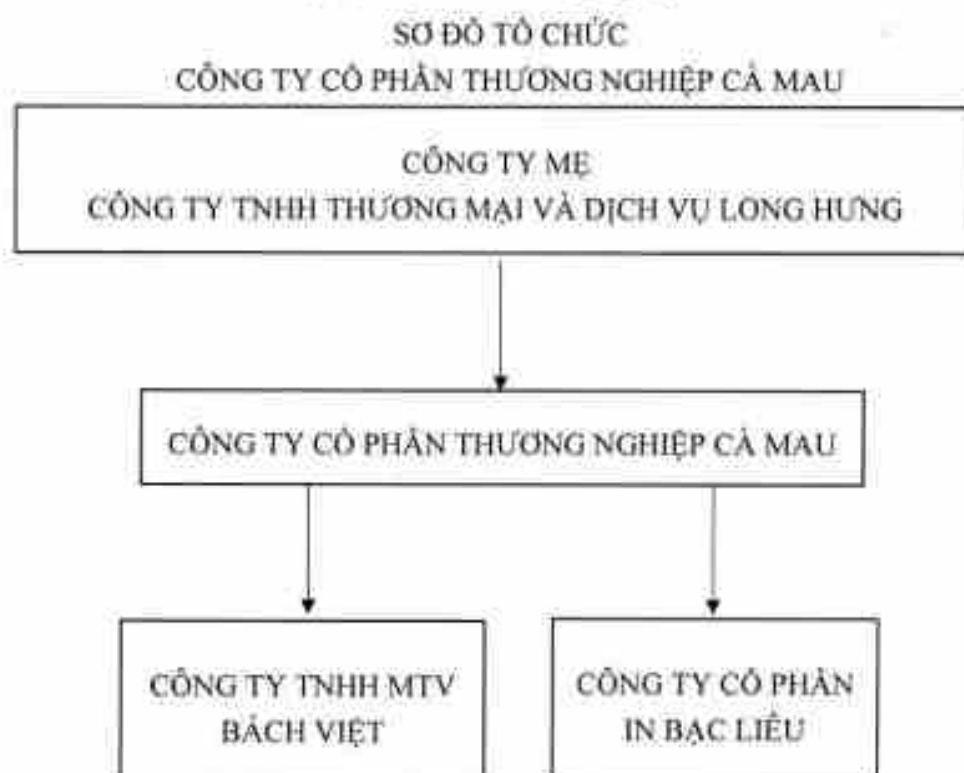 SƠ ĐỒ TỔ CHỨC
CÔNG TY CỔ PHẦN THƯƠNG NGHIỆP CÀ MAU
CÔNG TY MẸ
CÔNG TY TNHH THƯƠNG MẠI VÀ DỊCH VỤ LONG HƯNG
CÔNG TY CỔ PHẦN THƯƠNG NGHIỆP CÀ MAU
CÔNG TY TNHH MTV
BÁCH VIỆT
CÔNG TY CỔ PHẦN
IN BẠC LIÊU